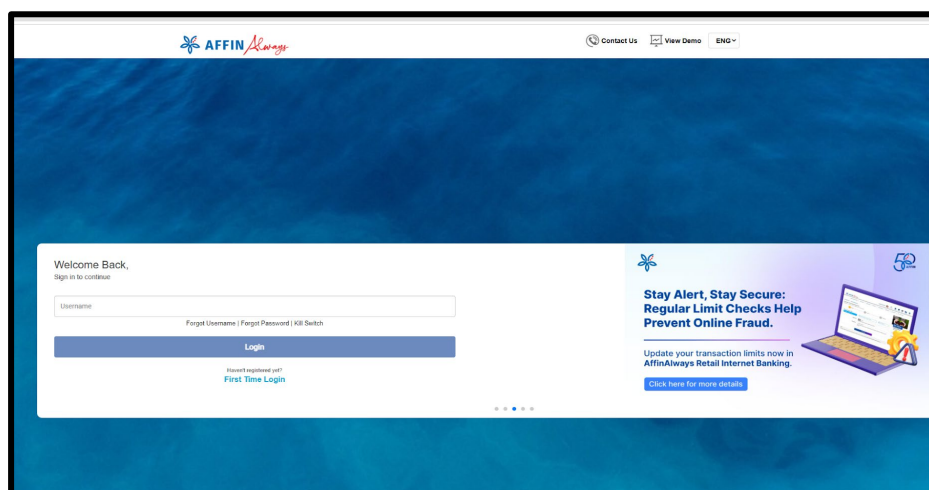 AFFIN Always
Contact Us
View Demo
ENG
Welcome Back,
Sign in to continue
Username
Forgot Username | Forgot Password | Kill Switch
Login
Haven't registered yet?
First Time Login
50
Stay Alert, Stay Secure:
Regular Limit Checks Help
Prevent Online Fraud.
Update your transaction limits now in
AffinAlways Retail Internet Banking.
Click here for more details